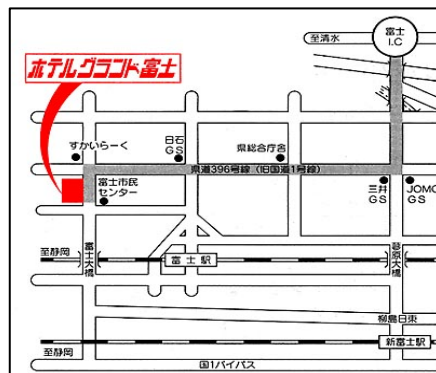 富士
I.C
至清水
ホテルグランド富士
すかいらーく
日石
GS
県総合庁舎
県道396号線(旧国道1号線)
富士市民
センター
三井
GS
JOMO
GS
至静岡
富士大橋
富士駅
蓼原大橋
柳島日東
新富士駅
至静岡
国1バイパス